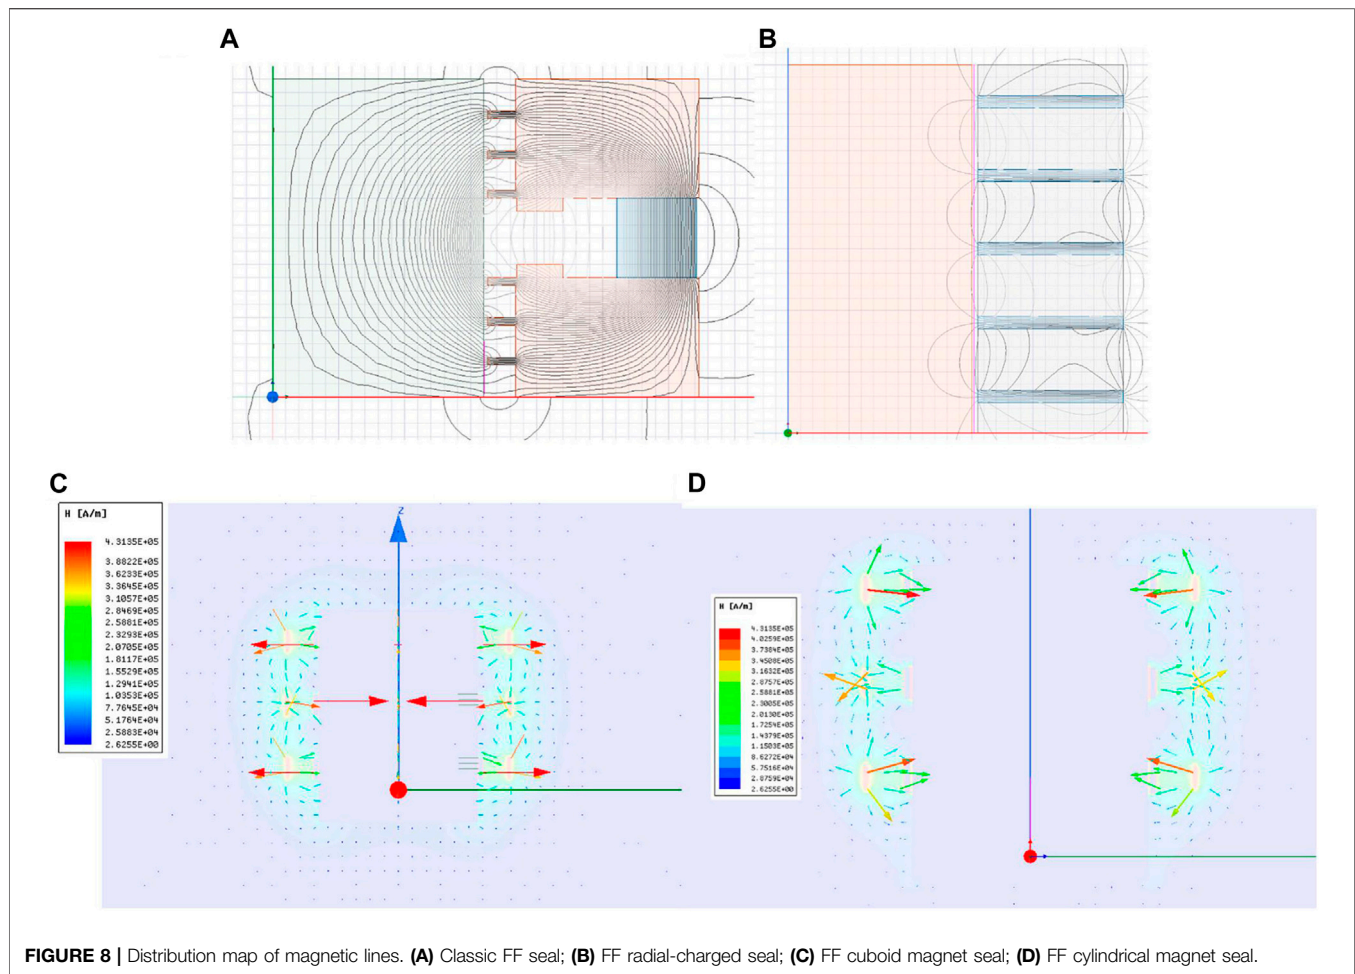 A
B
C
H [A/m]
4.3135E+05
3.8822E+05
3.6233E+05
3.3645E+05
3.1057E+05
2.8469E+05
2.5881E+05
2.3293E+05
2.0705E+05
1.8117E+05
1.5529E+05
1.2941E+05
1.0353E+05
7.7645E+04
5.1764E+04
2.5883E+04
2.6255E+00
Z
D
H [A/m]
4.3135E+05
4.0259E+05
3.7384E+05
3.4508E+05
3.1632E+05
2.8757E+05
2.5881E+05
2.3005E+05
2.0130E+05
1.7254E+05
1.4379E+05
1.1503E+05
8.6272E+04
5.7516E+04
2.8759E+04
2.6255E+00
FIGURE 8 | Distribution map of magnetic lines. (A) Classic FF seal; (B) FF radial-charged seal; (C) FF cuboid magnet seal; (D) FF cylindrical magnet seal.